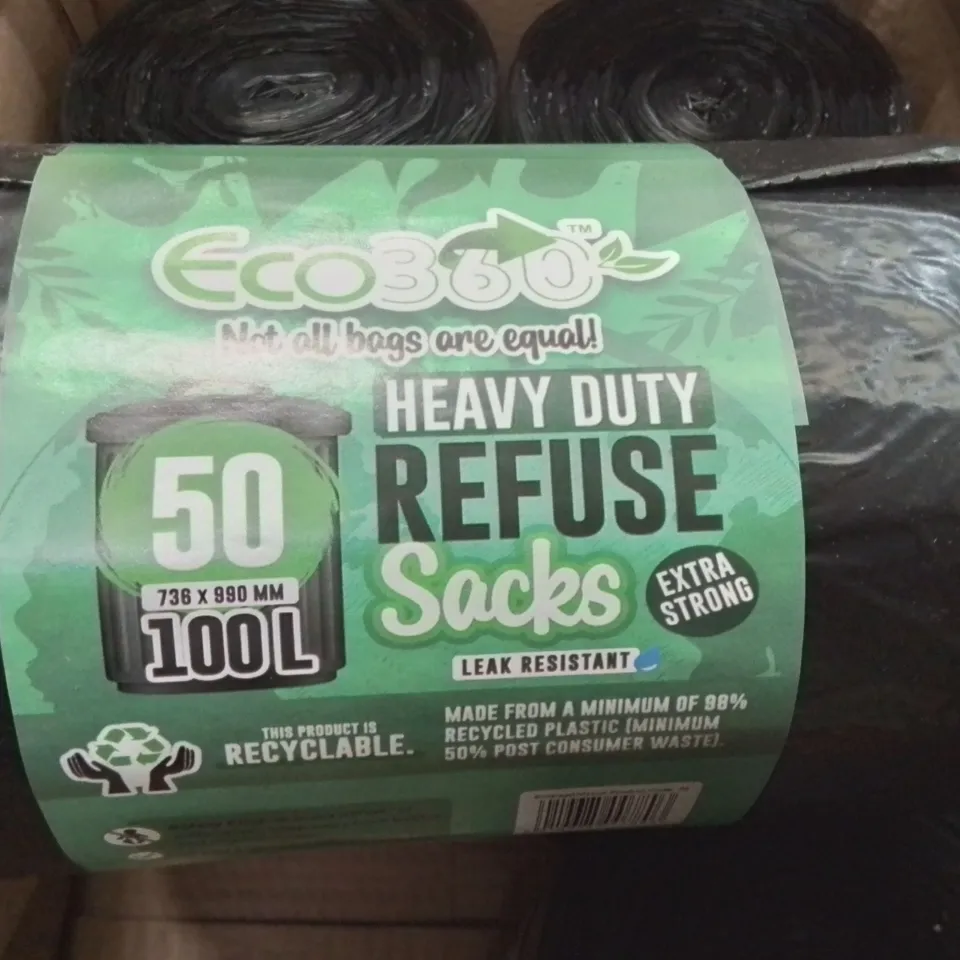 Eco360™
Not all bags are equal!
HEAVY DUTY
REFUSE
Sacks
EXTRA
STRONG
LEAK RESISTANT
50
736 X 990 MM
100L
THIS PRODUCT IS
RECYCLABLE.
MADE FROM A MINIMUM OF 98%
RECYCLED PLASTIC (MINIMUM
50% POST CONSUMER WASTE).